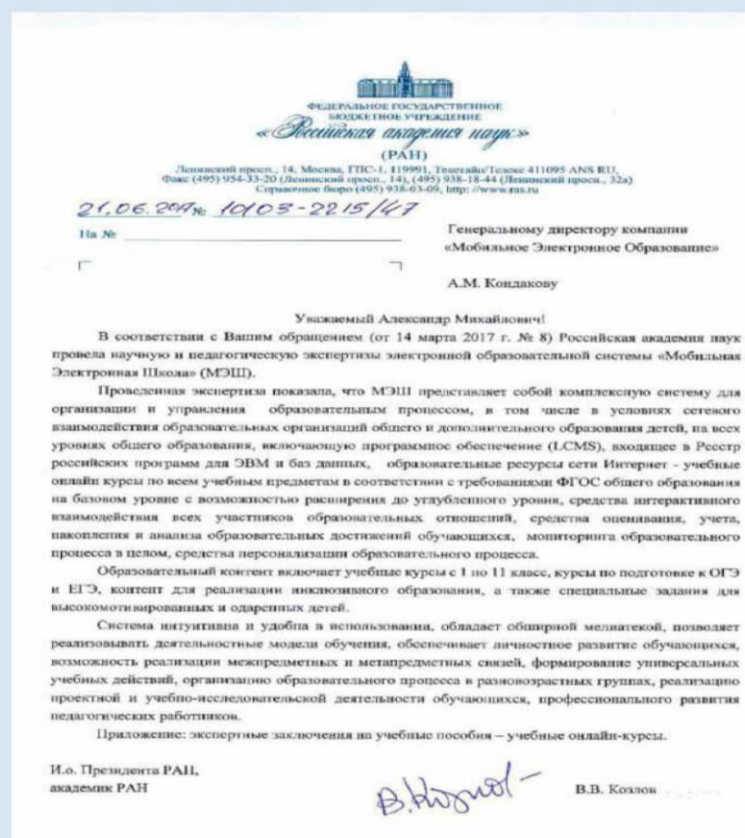 ФЕДЕРАЛЬНОЕ ГОСУДАРСТВЕННОЕ
БЮДЖЕТНОЕ УЧРЕЖДЕНИЕ
«Российская академия наук»
(РАН)
Ленинский просп., 14, Москва, ГПС-1, 119991, Телетайп/Телекс 411095 ANS RU,
Факс (495) 954-33-20 (Ленинский просп., 14), (495) 938-18-44 (Ленинский просп., 32а)
Справочное бюро (495) 938-03-09, http: //www.ras.ru
21.06.2017 № 10103-2215/47
На №
Генеральному директору компании
«Мобильное Электронное Образование»
А.М. Кондакову
Уважаемый Александр Михайлович!
В соответствии с Вашим обращением (от 14 марта 2017 г. № 8) Российская академия наук
провела научную и педагогическую экспертизы электронной образовательной системы «Мобильная
Электронная Школа» (МЭШ).
Проведенная экспертиза показала, что МЭШ представляет собой комплексную систему для
организации и управления образовательным процессом, в том числе в условиях сетевого
взаимодействия образовательных организаций общего и дополнительного образования детей, на всех
уровнях общего образования, включающую программное обеспечение (LCMS), входящее в Реестр
российских программ для ЭВМ и баз данных, образовательные ресурсы сети Интернет - учебные
онлайн курсы по всем учебным предметам в соответствии с требованиями ФГОС общего образования
на базовом уровне с возможностью расширения до углубленного уровня, средства интерактивного
взаимодействия всех участников образовательных отношений, средства оценивания, учета,
накопления и анализа образовательных достижений обучающихся, мониторинга образовательного
процесса в целом, средства персонализации образовательного процесса.
Образовательный контент включает учебные курсы с 1 по 11 класс, курсы по подготовке к ОГЭ
и ЕГЭ, контент для реализации инклюзивного образования, а также специальные задания для
высокомотивированных и одаренных детей.
Система интуитивна и удобна в использовании, обладает обширной медиатекой, позволяет
реализовывать деятельностные модели обучения, обеспечивает личностное развитие обучающихся,
возможность реализации межпредметных и метапредметных связей, формирование универсальных
учебных действий, организацию образовательного процесса в разновозрастных группах, реализацию
проектной и учебно-исследовательской деятельности обучающихся, профессионального развития
педагогических работников.
Приложение: экспертные заключения на учебные пособия – учебные онлайн-курсы.
И.о. Президента РАН,
академик РАН
В.Козлов
В.В. Козлов